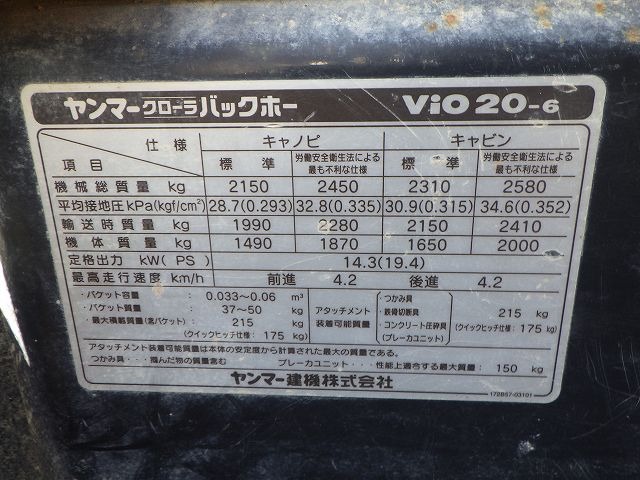 ヤンマークローラバックホー ViO 20-6
仕様 キャノピ キャビン
項目 標準 労働安全衛生法による最も不利な仕様 標準 労働安全衛生法による最も不利な仕様
機械総質量 kg 2150 2450 2310 2580
平均接地圧 kPa(kgf/cm²) 28.7(0.293) 32.8(0.335) 30.9(0.315) 34.6(0.352)
輸送時質量 kg 1990 2280 2150 2410
機体質量 kg 1490 1870 1650 2000
定格出力 kW( PS) 14.3(19.4)
最高走行速度 km/h 前進 4.2 後進 4.2
・バケット容量 : 0.033～0.06 m³
・バケット質量 : 37～50 kg
・最大積載質量(含バケット) : 215 kg
(クイックヒッチ仕様 : 175 kg)
アタッチメント装着可能質量
・つかみ具
・鉄骨切断具
・コンクリート圧砕具
(ブレーカユニット)
215 kg
(クイックヒッチ仕様 : 175 kg)
アタッチメント装着可能質量は本体の安定度から計算された最大の質量である。
つかみ具・・・掴んだ物の質量含む ブレーカユニット・・・性能上適合する最大質量 : 150 kg
ヤンマー建機株式会社
172B57-03101